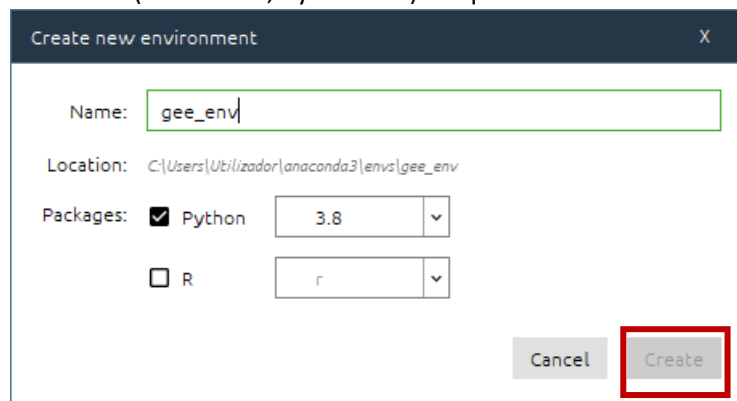 Create new environment X
Name: gee_env
Location: C:\Users\Utilizador\anaconda3\envs\gee_env
Packages: Python 3.8
R r
Cancel Create